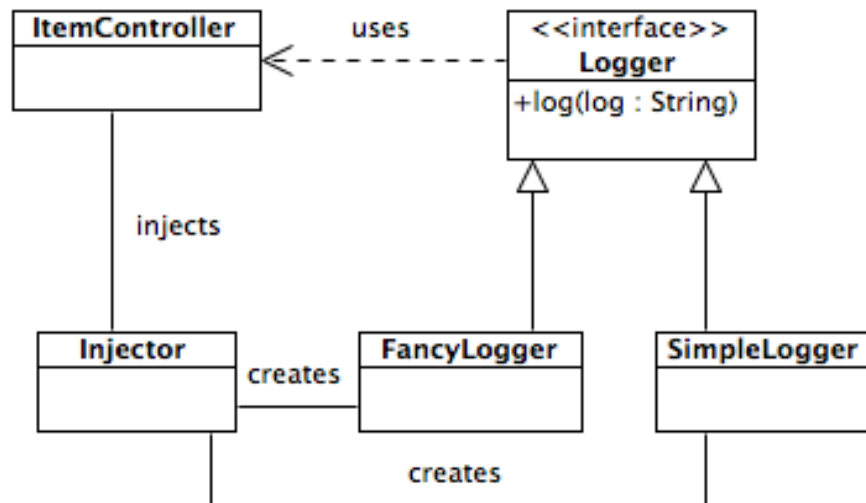 ItemController
uses
<<interface>>
Logger
+log(log : String)
injects
Injector
creates
FancyLogger
SimpleLogger
creates